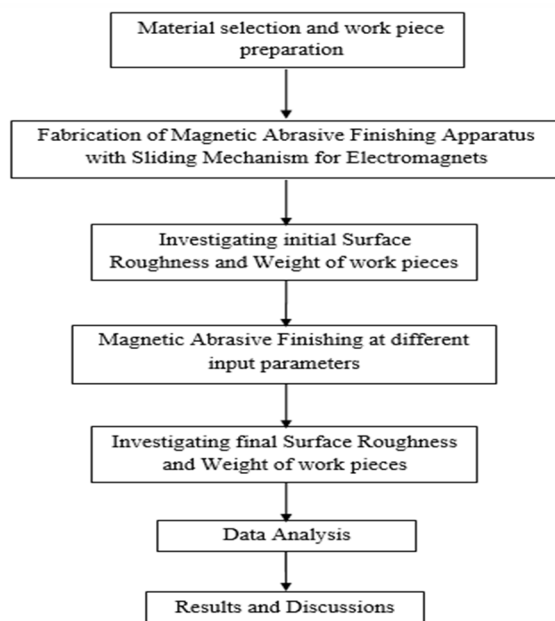 Material selection and work piece
preparation
Fabrication of Magnetic Abrasive Finishing Apparatus
with Sliding Mechanism for Electromagnets
Investigating initial Surface
Roughness and Weight of work pieces
Magnetic Abrasive Finishing at different
input parameters
Investigating final Surface Roughness
and Weight of work pieces
Data Analysis
Results and Discussions